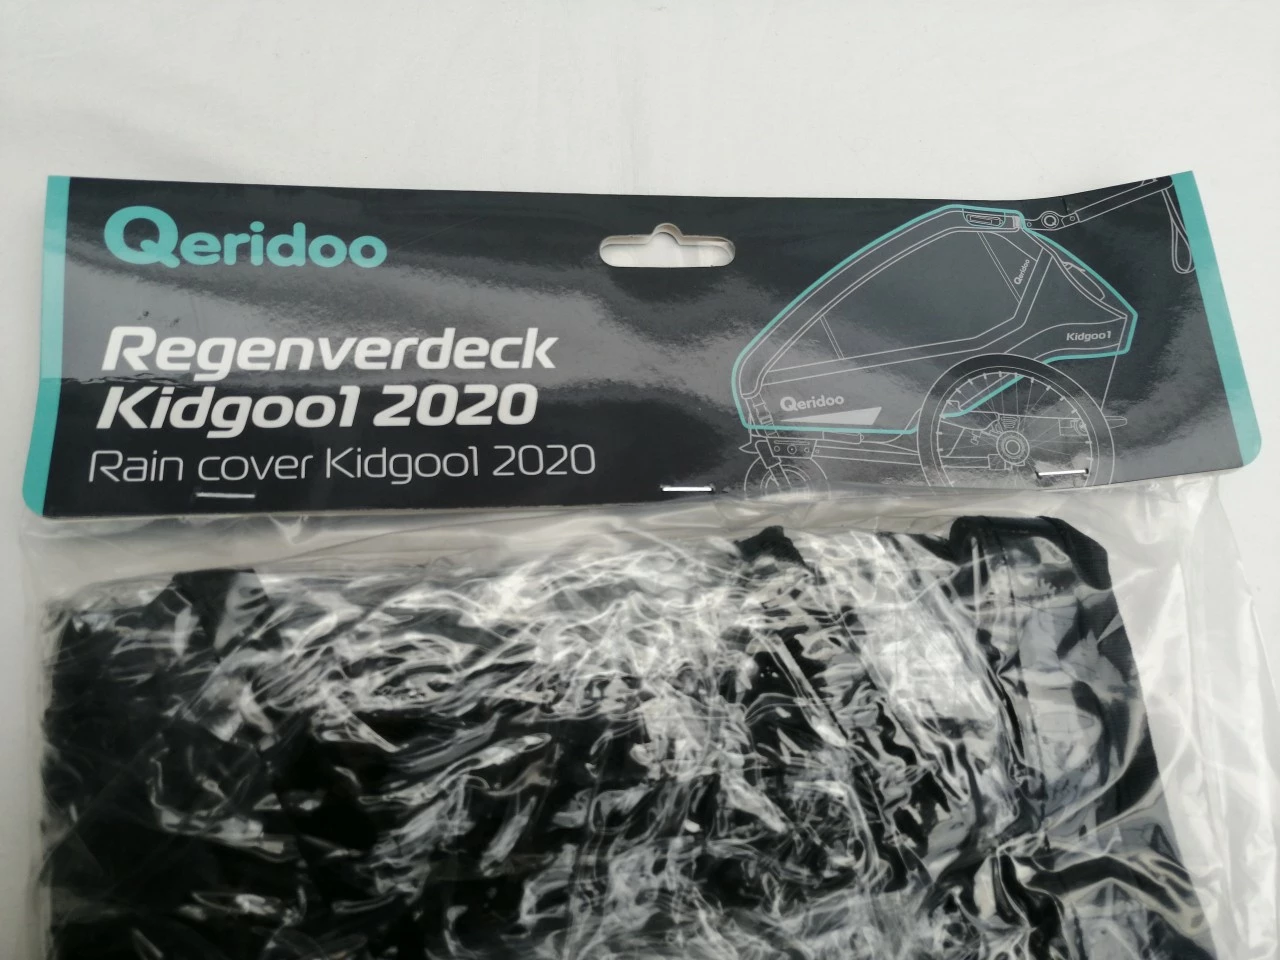 Qeridoo
Regenverdeck
Kidgoo1 2020
Rain cover Kidgoo1 2020
Qeridoo
Kidgoo1
Qeridoo